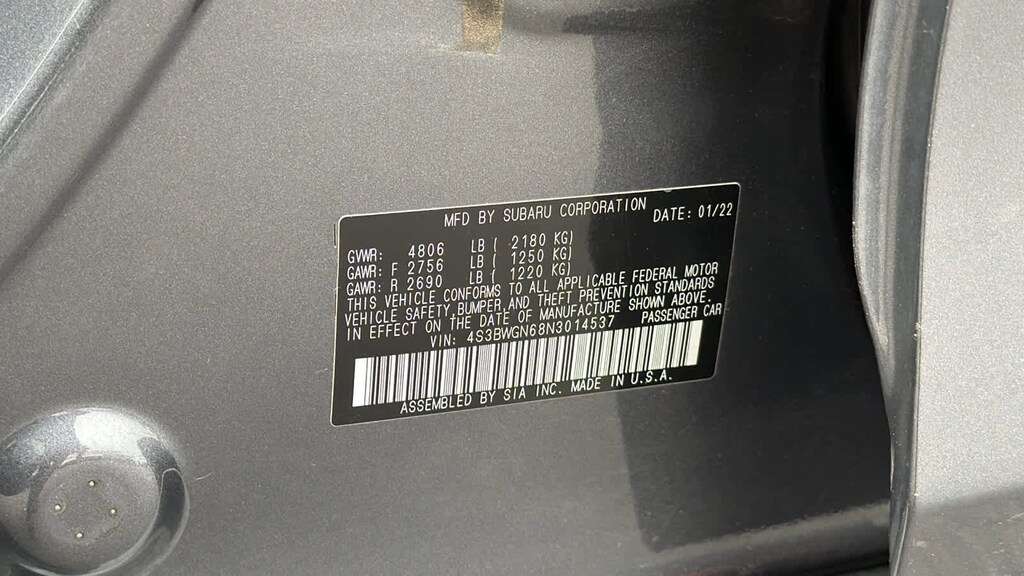 MFD BY SUBARU CORPORATION DATE: 01/22
GVWR: 4806 LB ( 2180 KG)
GAWR: F 2756 LB ( 1250 KG)
GAWR: R 2690 LB ( 1220 KG)
THIS VEHICLE CONFORMS TO ALL APPLICABLE FEDERAL MOTOR
VEHICLE SAFETY,BUMPER,AND THEFT PREVENTION STANDARDS
IN EFFECT ON THE DATE OF MANUFACTURE SHOWN ABOVE.
VIN: 4S3BWGN68N3014537 PASSENGER CAR
ASSEMBLED BY SIA INC. MADE IN U.S.A.